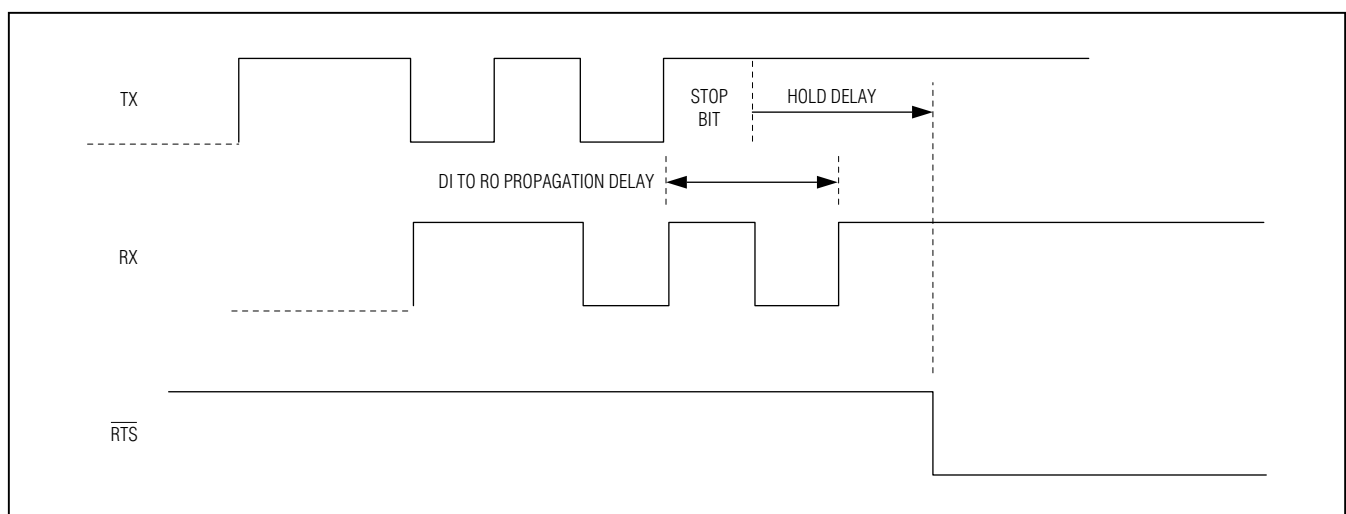 TX
STOP
BIT
HOLD DELAY
DI TO RO PROPAGATION DELAY
RX
RTS